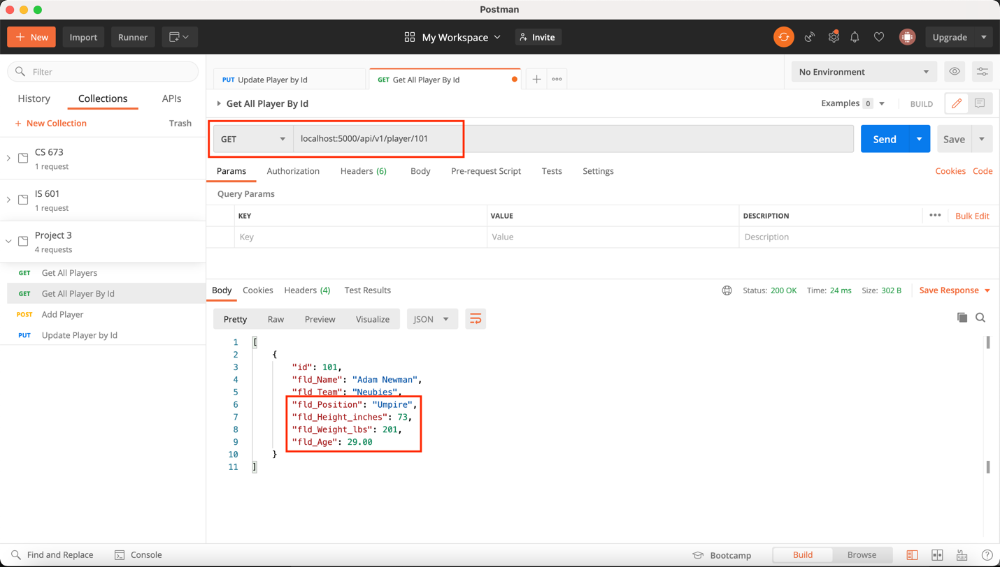 Postman
New
Import
Runner
My Workspace
Invite
Upgrade
Filter
History
Collections
APIs
+ New Collection
Trash
CS 673
1 request
IS 601
1 request
Project 3
4 requests
GET Get All Players
GET Get All Player By Id
POST Add Player
PUT Update Player by Id
PUT Update Player by Id
GET Get All Player By Id
No Environment
Get All Player By Id
Examples 0
BUILD
GET localhost:5000/api/v1/player/101
Send
Save
Params
Authorization
Headers (6)
Body
Pre-request Script
Tests
Settings
Cookies
Code
Query Params
KEY VALUE DESCRIPTION
Bulk Edit
Key Value Description
Body
Cookies
Headers (4)
Test Results
Status: 200 OK
Time: 24 ms
Size: 302 B
Save Response
Pretty
Raw
Preview
Visualize
JSON
1 [
2 {
3 "id": 101,
4 "fld_Name": "Adam Newman",
5 "fld_Team": "Neubies",
6 "fld_Position": "Umpire",
7 "fld_Height_inches": 73,
8 "fld_Weight_lbs": 201,
9 "fld_Age": 29.00
10 }
11 ]
Find and Replace
Console
Bootcamp
Build
Browse